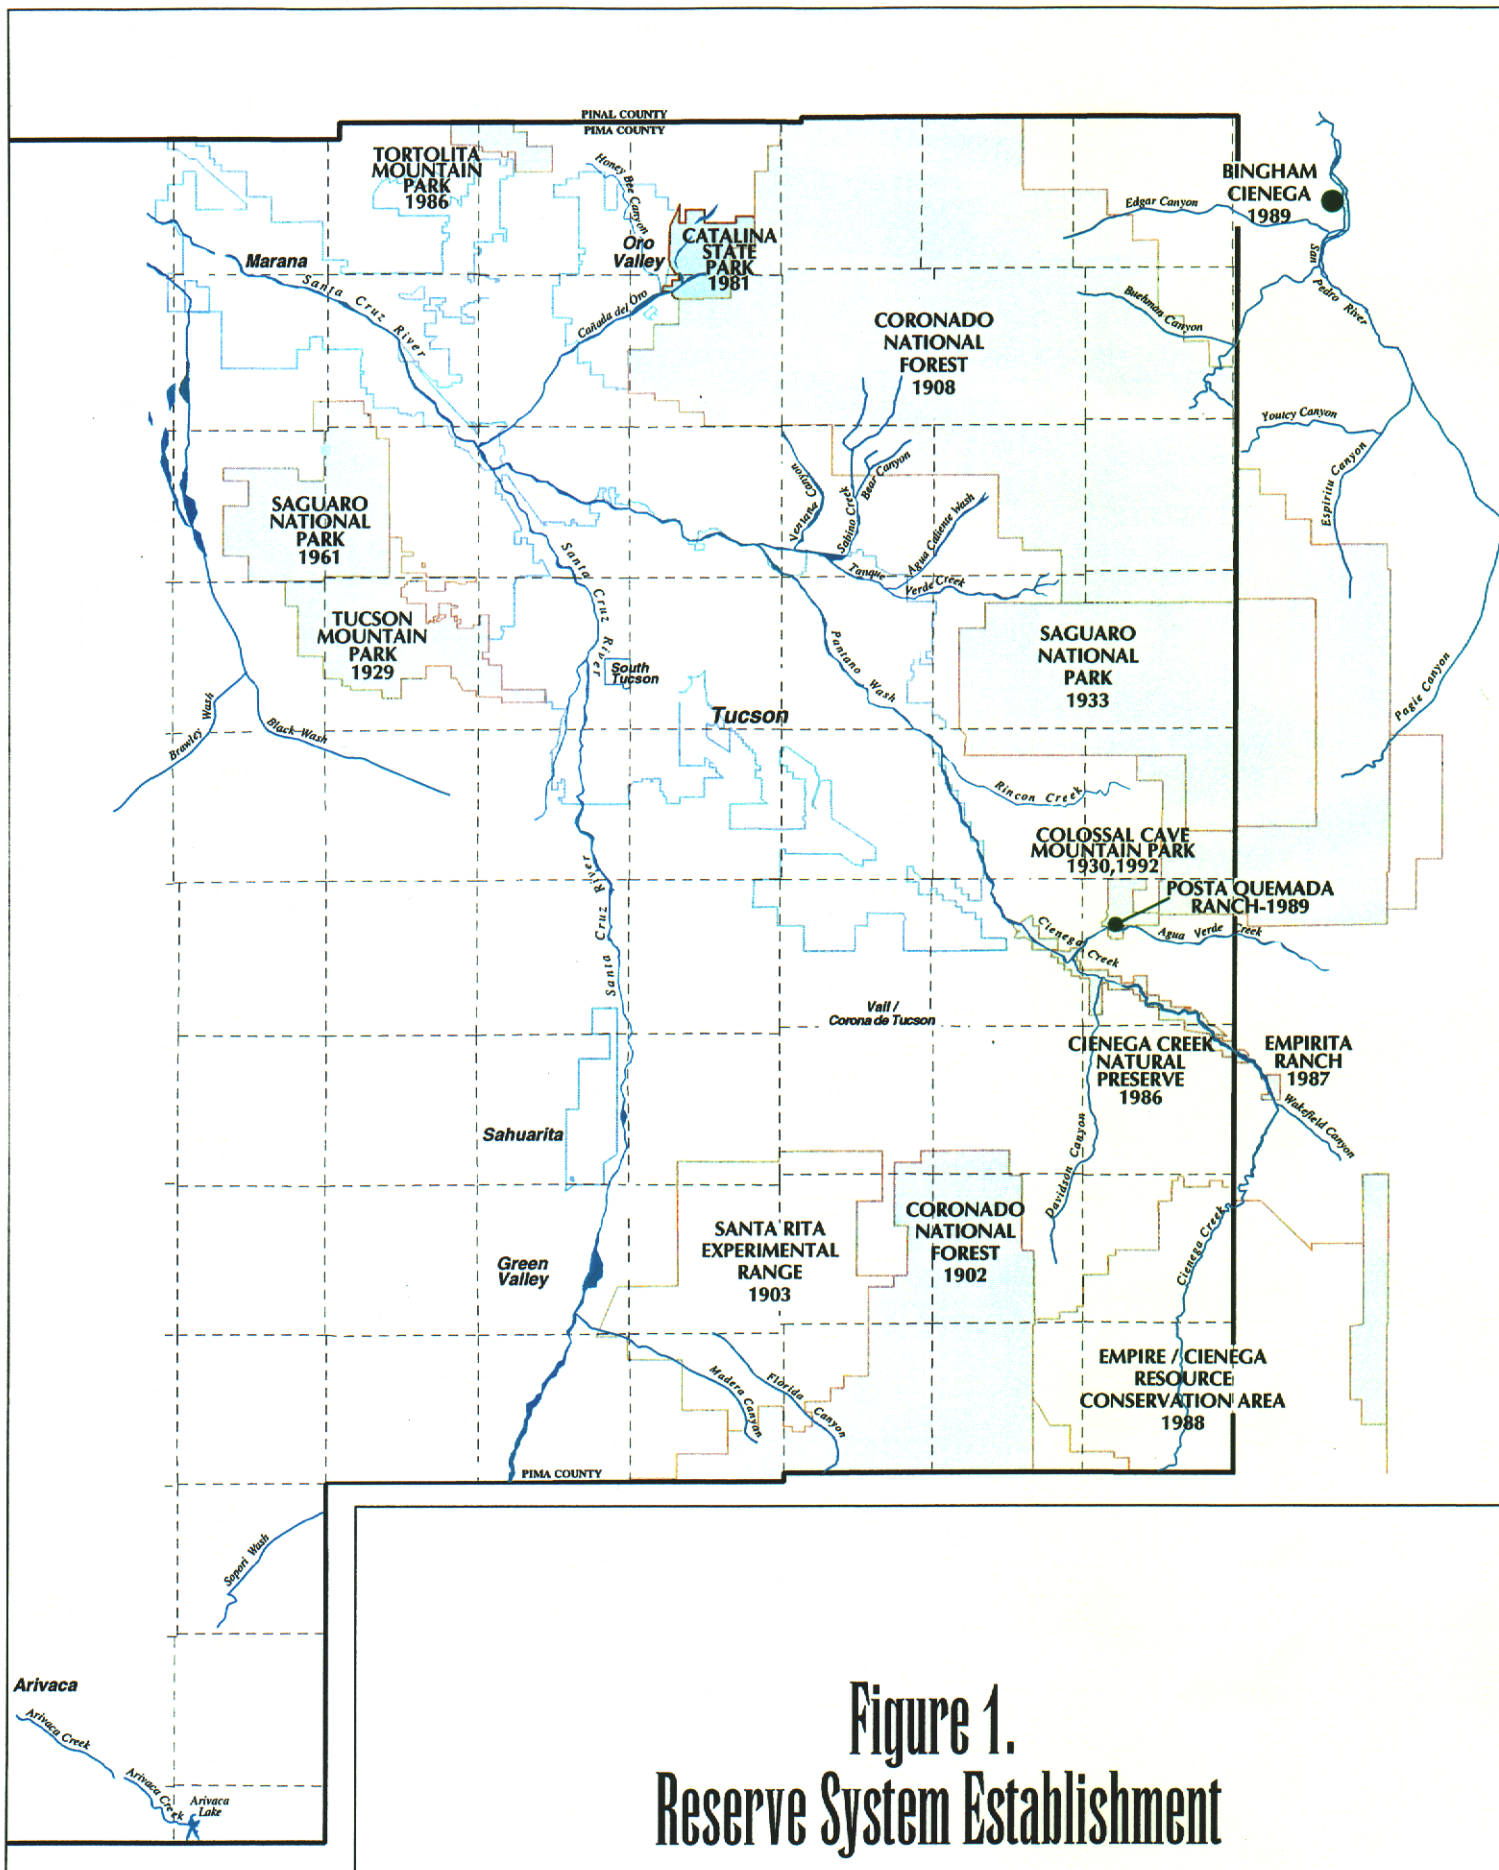 PINAL COUNTY
PIMA COUNTY
TORTOLITA
MOUNTAIN
PARK
1986
Honey Bee Canyon
BINGHAM
CIENEGA
1989
Edgar Canyon
Oro
Valley
CATALINA
STATE
PARK
1981
Marana
Santa Cruz River
Cañada del Oro
San Pedro River
Buehman Canyon
CORONADO
NATIONAL
FOREST
1908
Youtcy Canyon
Espiritu Canyon
Ventana Canyon
Sabino Creek
Bear Canyon
Agua Caliente Wash
SAGUARO
NATIONAL
PARK
1961
Santa Cruz River
Tanque Verde Creek
TUCSON
MOUNTAIN
PARK
1929
South
Tucson
Pantano Wash
SAGUARO
NATIONAL
PARK
1933
Pagie Canyon
Tucson
Brawley Wash
Black Wash
Rincon Creek
COLOSSAL CAVE
MOUNTAIN PARK
1930,1992
POSTA QUEMADA
RANCH-1989
Santa Cruz River
Cienega Creek
Agua Verde Creek
Vail /
Corona de Tucson
CIENEGA CREEK
NATURAL
PRESERVE
1986
EMPIRITA
RANCH
1987
Wakefield Canyon
Sahuarita
Davidson Canyon
SANTA RITA
EXPERIMENTAL
RANGE
1903
CORONADO
NATIONAL
FOREST
1902
Cienega Creek
Green
Valley
EMPIRE / CIENEGA
RESOURCE
CONSERVATION AREA
1988
Madera Canyan
Florida Canyon
PIMA COUNTY
Sopori Wash
Arivaca
Arivaca Creek
Arivaca Creek
Arivaca
Lake
Figure 1.
Reserve System Establishment